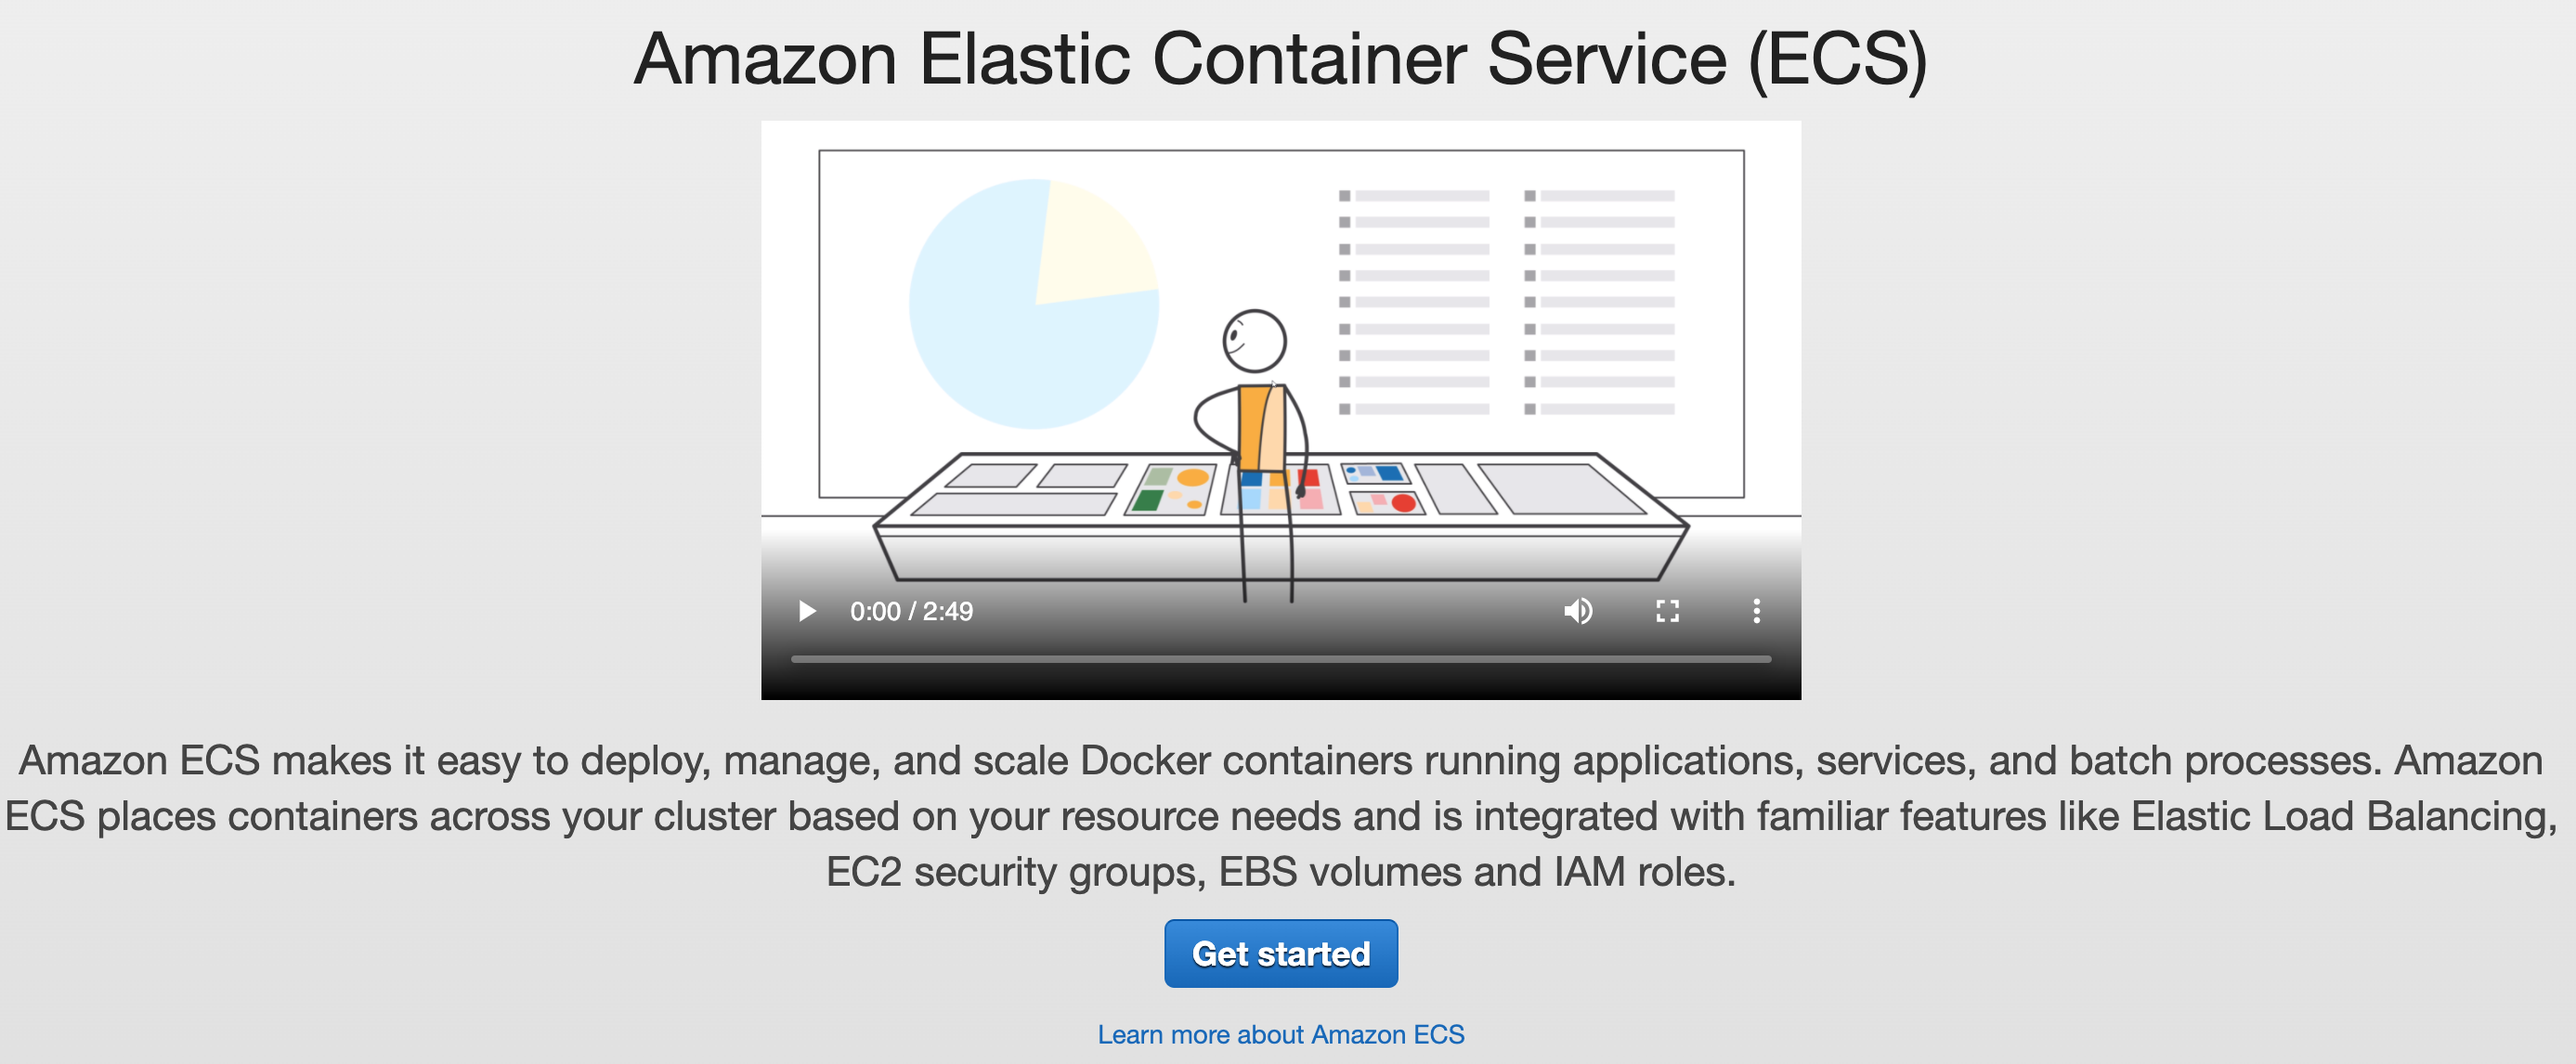 Amazon Elastic Container Service (ECS)
0:00 / 2:49
Amazon ECS makes it easy to deploy, manage, and scale Docker containers running applications, services, and batch processes. Amazon
ECS places containers across your cluster based on your resource needs and is integrated with familiar features like Elastic Load Balancing,
EC2 security groups, EBS volumes and IAM roles.
Get started
Learn more about Amazon ECS